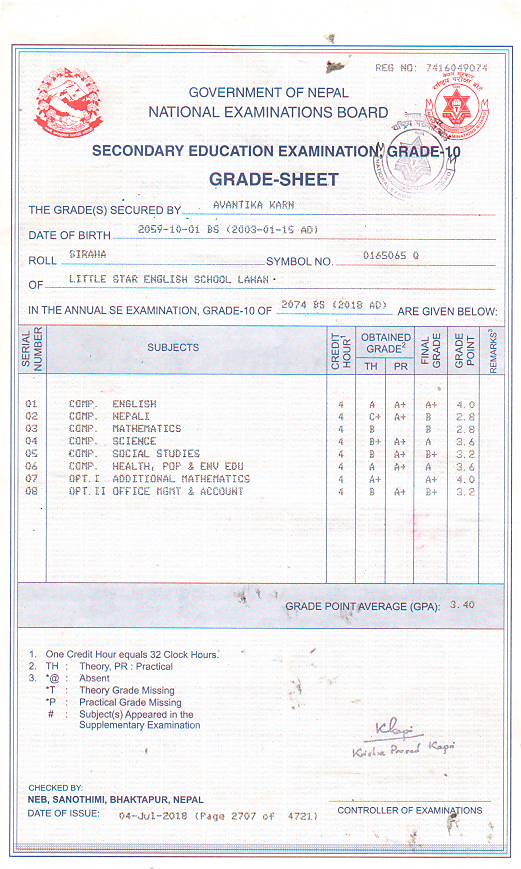 REG NO: 7416049074
GOVERNMENT OF NEPAL
NATIONAL EXAMINATIONS BOARD
SECONDARY EDUCATION EXAMINATION, GRADE-10
GRADE-SHEET
THE GRADE(S) SECURED BY AVANTIKA KARN
DATE OF BIRTH 2059-10-01 BS (2003-01-15 AD)
ROLL SIRAHA SYMBOL NO. 0165065 Q
OF LITTLE STAR ENGLISH SCHOOL LAHAN
IN THE ANNUAL SE EXAMINATION, GRADE-10 OF 2074 BS (2018 AD) ARE GIVEN BELOW:
SERIAL NUMBER SUBJECTS CREDIT HOUR1 OBTAINED GRADE2 FINAL GRADE GRADE POINT REMARKS3
TH PR
01 COMP. ENGLISH 4 A A+ A+ 4.0
02 COMP. NEPALI 4 C+ A+ B 2.8
03 COMP. MATHEMATICS 4 B B 2.8
04 COMP. SCIENCE 4 B+ A+ A 3.6
05 COMP. SOCIAL STUDIES 4 B A+ B+ 3.2
06 COMP. HEALTH, POP & ENV EDU 4 A A+ A 3.6
07 OPT.I ADDITIONAL MATHEMATICS 4 A+ A+ 4.0
08 OPT.II OFFICE MGMT & ACCOUNT 4 B A+ B+ 3.2
GRADE POINT AVERAGE (GPA): 3.40
1. One Credit Hour equals 32 Clock Hours.
2. TH : Theory, PR : Practical
3. *@ : Absent
*T : Theory Grade Missing
*P : Practical Grade Missing
# : Subject(s) Appeared in the
Supplementary Examination
Krishna Prasad Kapri
CHECKED BY:
NEB, SANOTHIMI, BHAKTAPUR, NEPAL
DATE OF ISSUE: 04-Jul-2018 (Page 2707 of 4721)
CONTROLLER OF EXAMINATIONS